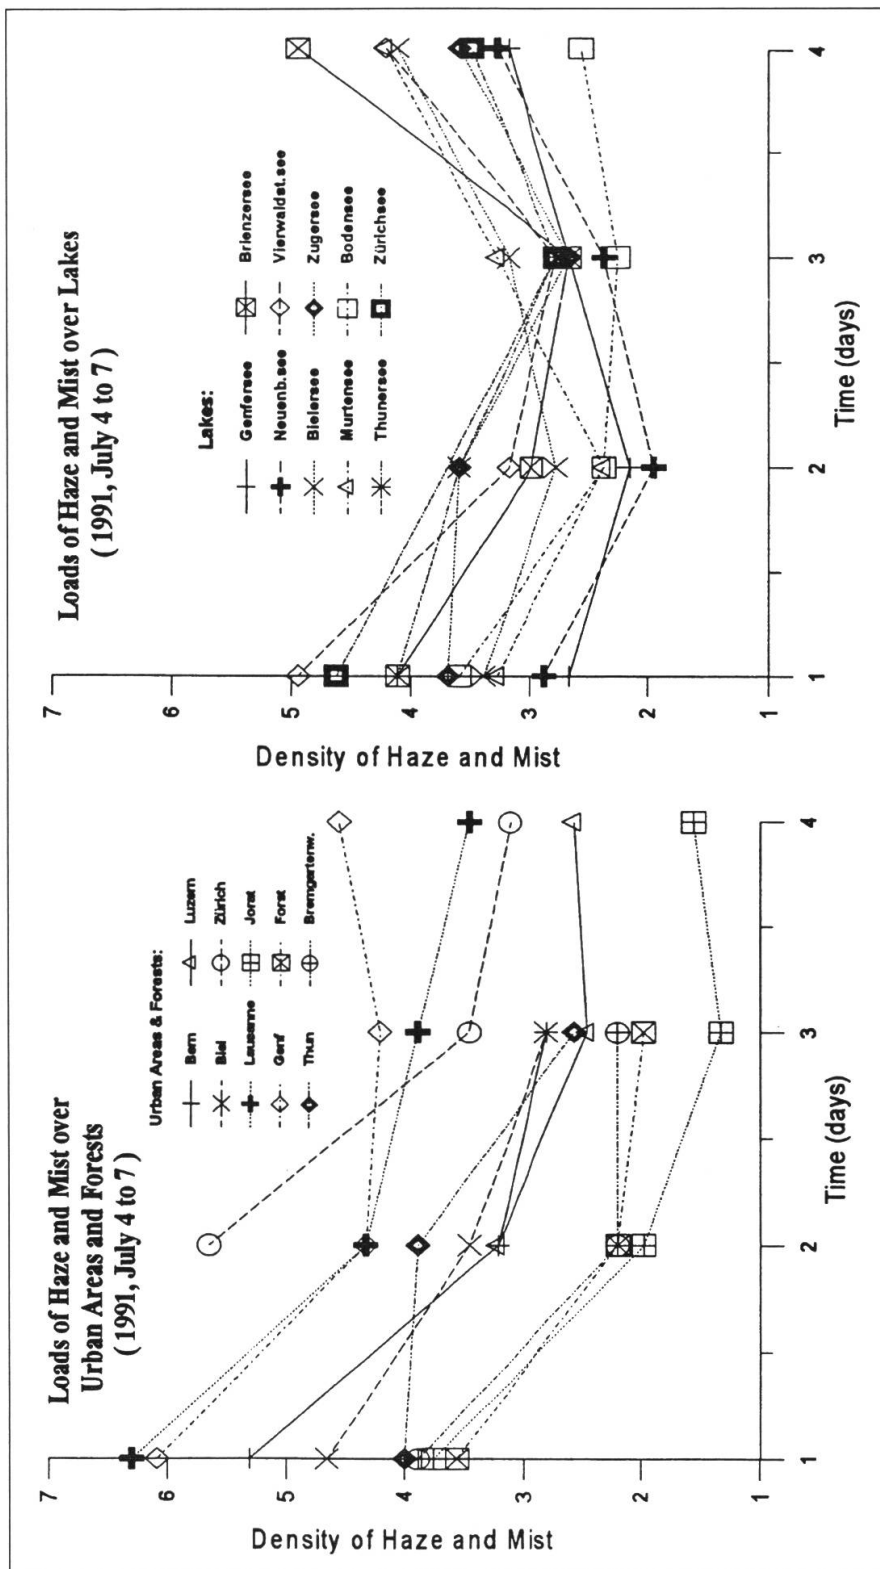 Loads of Haze and Mist over
Urban Areas and Forests
( 1991, July 4 to 7 )
Urban Areas & Forests:
Bern Luzern
Biel Zürich
Lausanne Jorat
Genf Forst
Thun Bremgartenw.
Density of Haze and Mist
7
6
5
4
3
2
1
1 2 3 4
Time (days)
Loads of Haze and Mist over Lakes
( 1991, July 4 to 7 )
Lakes:
Genfersee Brienzersee
Neuenb.see Vierwaldst.see
Bielersee Zugersee
Murtensee Bodensee
Thunersee Zürichsee
Density of Haze and Mist
7
6
5
4
3
2
1
1 2 3 4
Time (days)